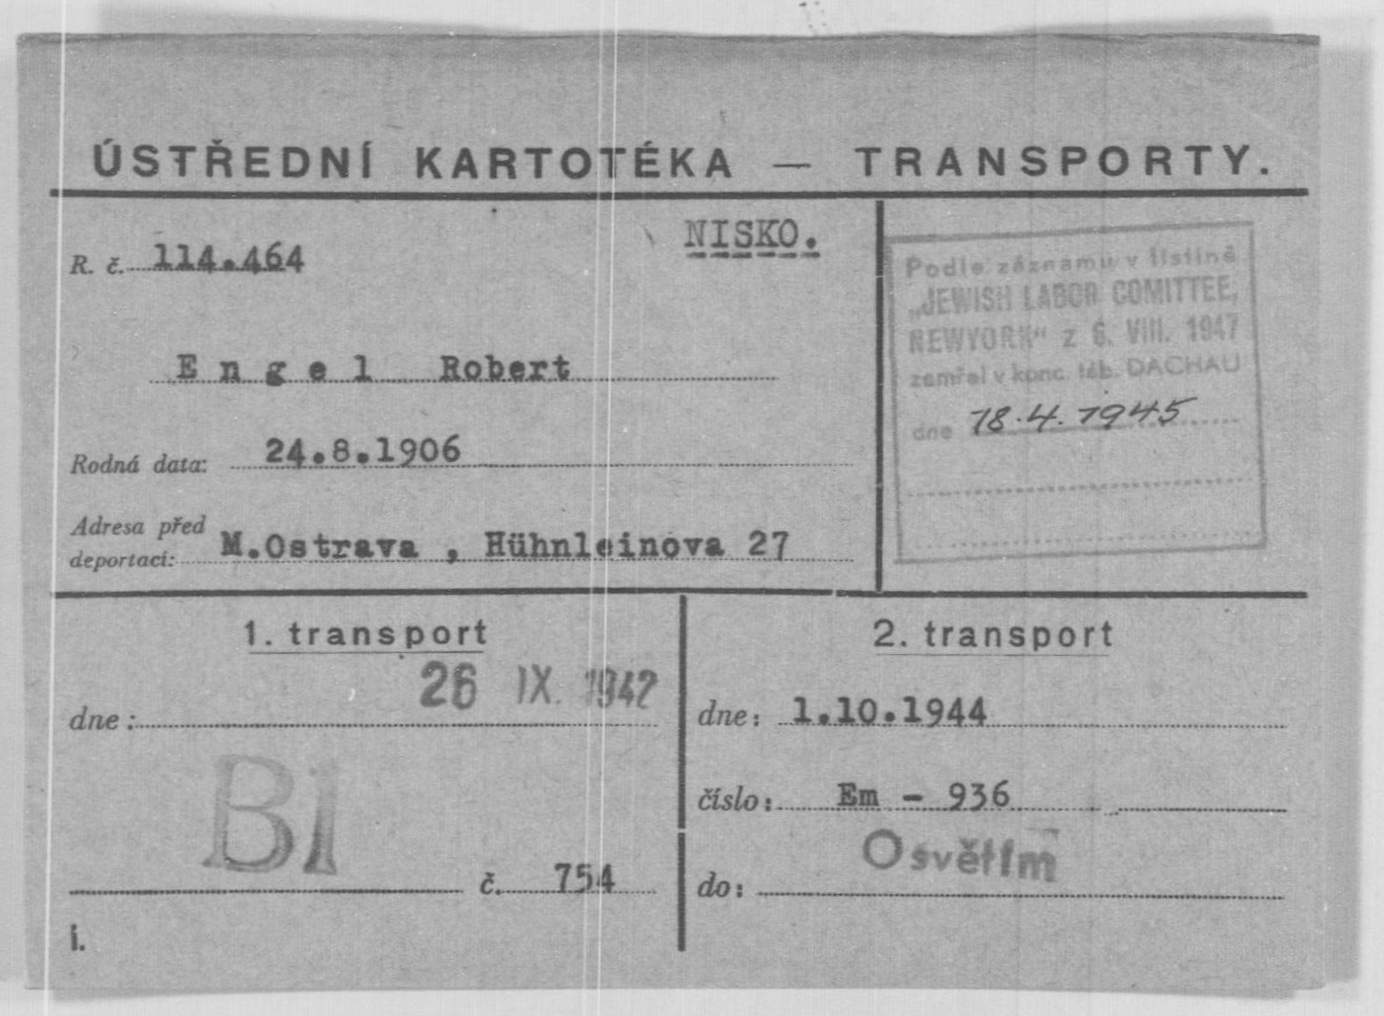 ÚSTŘEDNÍ KARTOTÉKA — TRANSPORTY.
NISKO.
R. č. 114.464
Engel Robert
Rodná data: 24.8.1906
Adresa před
deportací: M.Ostrava , Hühnleinova 27
Podle záznamu v listině
„JEWISH LABOR COMITTEE,
NEWYORK" z 6. VIII. 1947
zemřel v konc. táb. DACHAU
dne 18.4.1945
1. transport
26 IX. 1942
dne:
BI
č. 754
I.
2. transport
dne: 1.10.1944
číslo: Em - 936
Osvětim
do: